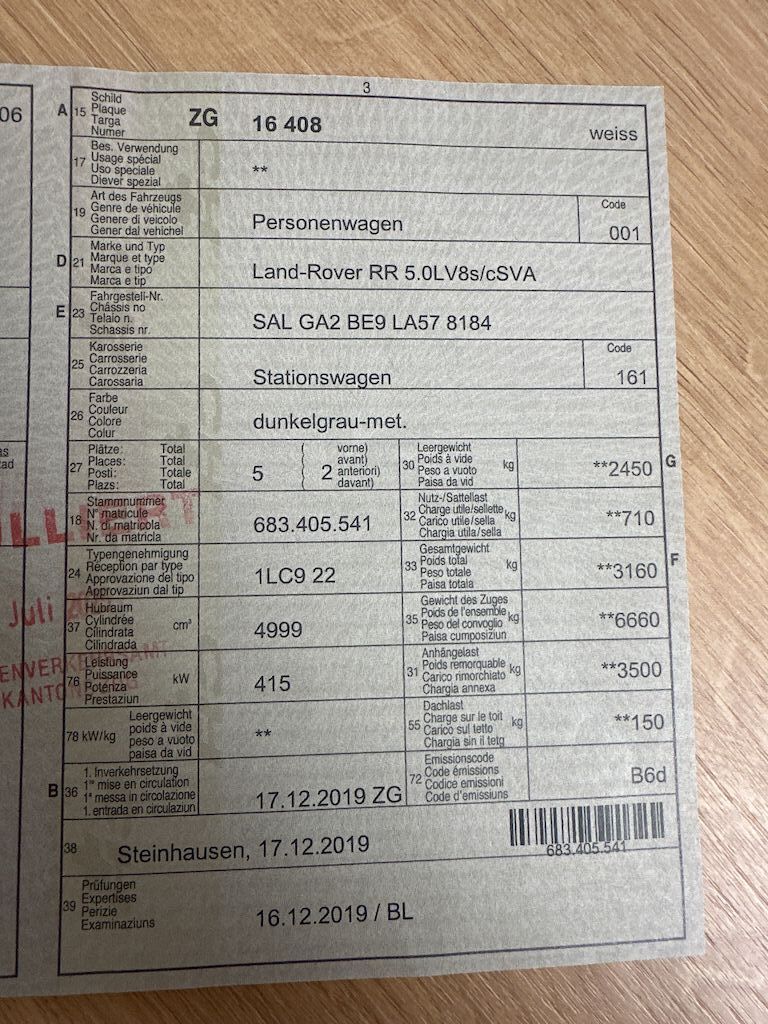 3
06
A 15 Schild
Plaque
Targa
Numer
ZG 16 408 weiss
17 Bes. Verwendung
Usage spécial
Uso speciale
Diever spezial
**
19 Art des Fahrzeugs
Genre de véhicule
Genere di veicolo
Gener dal vehichel
Personenwagen
Code
001
D 21 Marke und Typ
Marque et type
Marca e tipo
Marca e tip
Land-Rover RR 5.0LV8s/cSVA
E 23 Fahrgestell-Nr.
Châssis no
Telaio n.
Schassis nr.
SAL GA2 BE9 LA57 8184
25 Karosserie
Carrosserie
Carrozzeria
Carossaria
Stationswagen
Code
161
26 Farbe
Couleur
Colore
Colur
dunkelgrau-met.
27 Plätze: Total
Places: Total
Posti: Totale
Plazs: Total
5 ( 2 vorne)
avant)
anteriori)
davant)
30 Leergewicht
Poids à vide
Peso a vuoto
Paisa da vid
kg
**2450 G
18 Stammnummer
N° matricule
N. di matricola
Nr. da matricla
683.405.541
32 Nutz-/Sattellast
Charge utile/sellette
Carico utile/sella
Chargia utila/sella
kg
**710
24 Typengenehmigung
Réception par type
Approvazione del tipo
Approvaziun dal tip
1LC9 22
33 Gesamtgewicht
Poids total
Peso totale
Paisa totala
kg
**3160 F
37 Hubraum
Cylindrée
Cilindrata
Cilindrada
cm³
4999
35 Gewicht des Zuges
Poids de l'ensemble
Peso del convoglio
Paisa cumposiziun
kg
**6660
76 Leistung
Puissance
Potenza
Prestaziun
kW
415
31 Anhängelast
Poids remorquable
Carico rimorchiato
Chargia annexa
kg
**3500
78 kW/kg Leergewicht
poids à vide
peso a vuoto
paisa da vid
**
55 Dachlast
Charge sur le toit
Carico sul tetto
Chargia sin il tetg
kg
**150
B 36 1. Inverkehrsetzung
1re mise en circulation
1a messa in circolazione
1. entrada en circulaziun
17.12.2019 ZG
72 Emissionscode
Code émissions
Codice emissioni
Code d'emissiuns
B6d
38 Steinhausen, 17.12.2019
683.405.541
39 Prüfungen
Expertises
Perizie
Examinaziuns
16.12.2019 / BL
Juli
KANTON